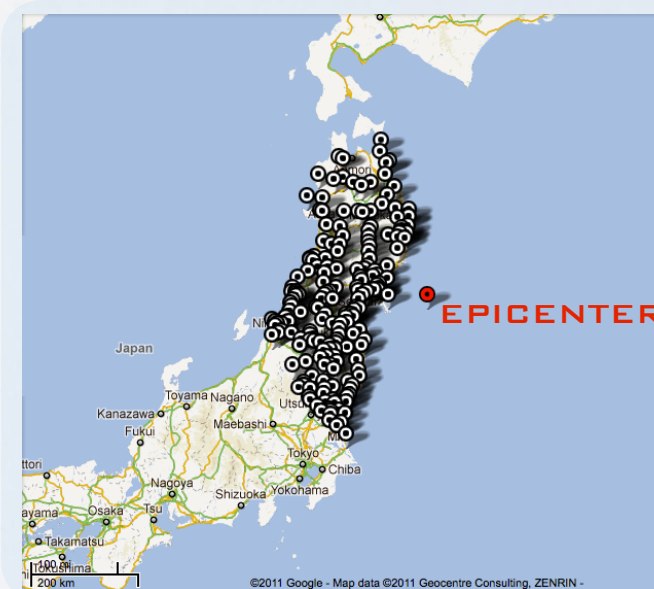 EPICENTER
Japan
Toyama
Nagano
Kanazawa
Maebashi
Fukui
Tokyo
Chiba
Nagoya
Yokohama
Shizuoka
Osaka
Tsu
Takamatsu
100 mi
200 km
©2011 Google - Map data ©2011 Geocentre Consulting, ZENRIN -